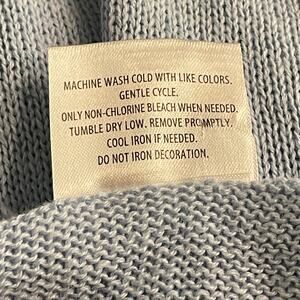 MACHINE WASH COLD WITH LIKE COLORS.
GENTLE CYCLE.
ONLY NON-CHLORINE BLEACH WHEN NEEDED.
TUMBLE DRY LOW. REMOVE PROMPTLY.
COOL IRON IF NEEDED.
DO NOT IRON DECORATION.